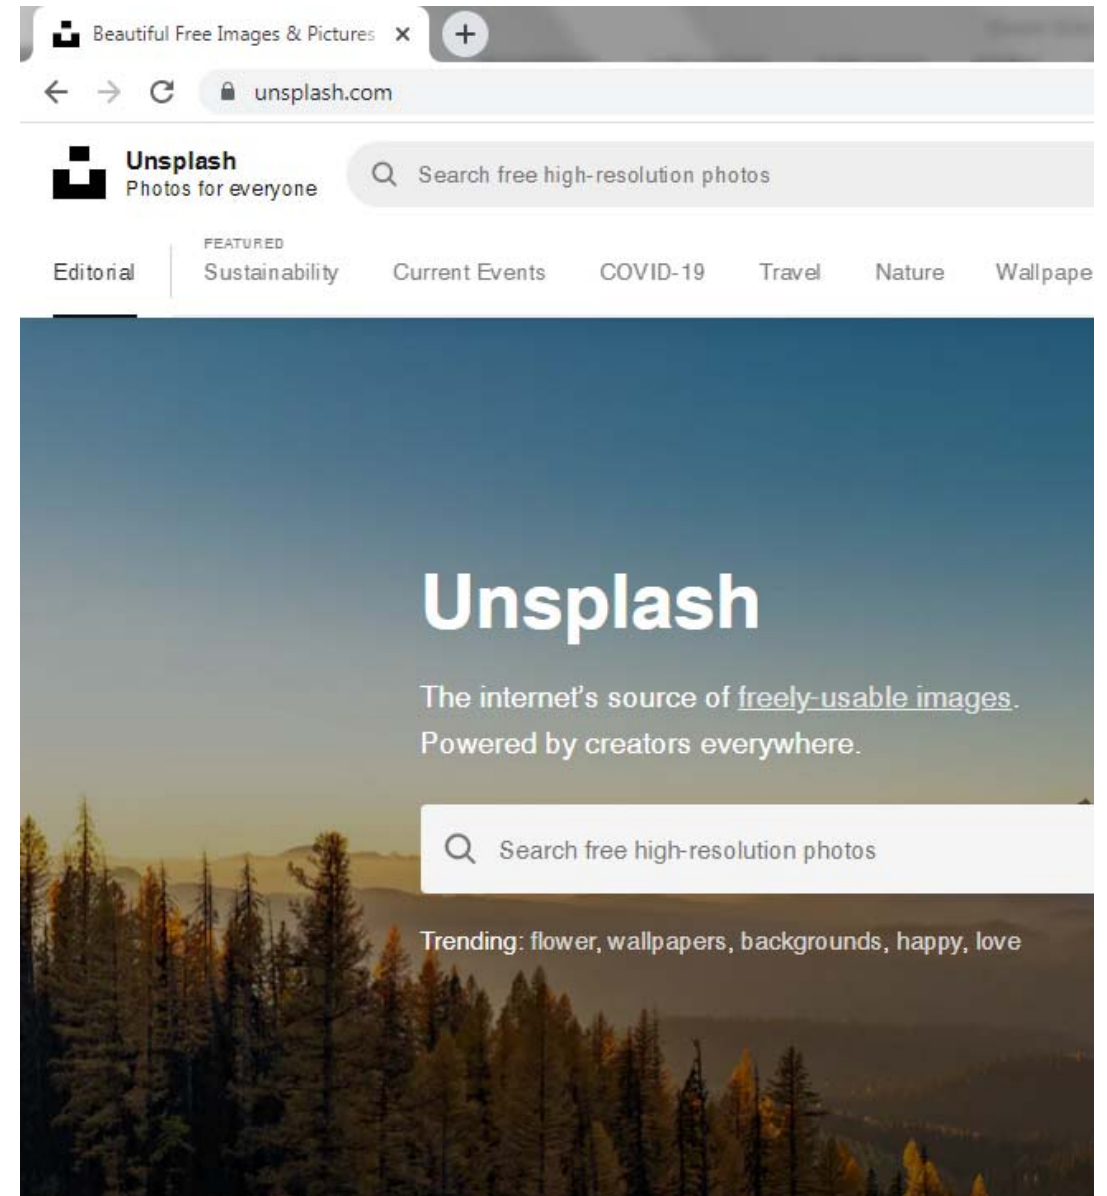 Beautiful Free Images & Pictures
unsplash.com
Unsplash
Photos for everyone
Search free high-resolution photos
FEATURED
Editorial Sustainability Current Events COVID-19 Travel Nature Wallpape
Unsplash
The internet's source of freely-usable images.
Powered by creators everywhere.
Search free high-resolution photos
Trending: flower, wallpapers, backgrounds, happy, love